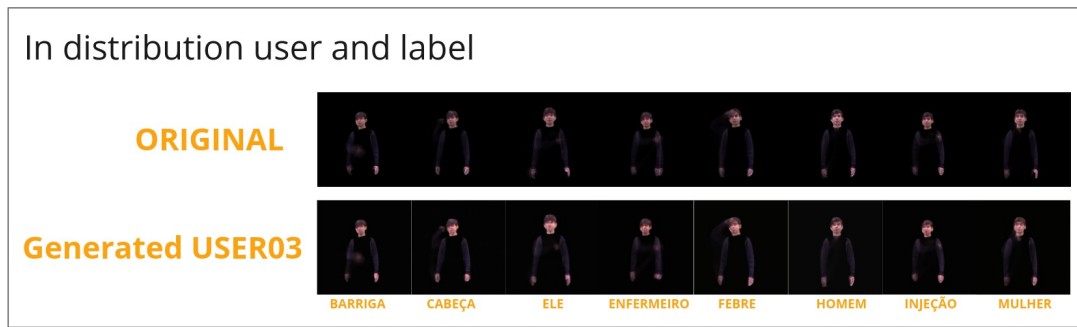 In distribution user and label
ORIGINAL
Generated USER03
BARRIGA CABEÇA ELE ENFERMEIRO FEBRE HOMEM INJEÇÃO MULHER